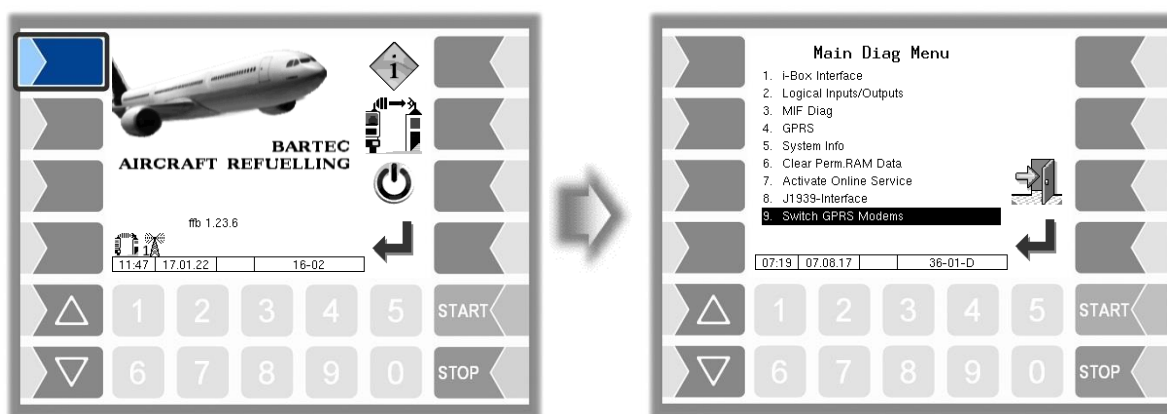 BARTEC
AIRCRAFT REFUELLING
ffb 1.23.6
1
11:47 17.01.22 16-02
1 2 3 4 5 START
6 7 8 9 0 STOP
Main Diag Menu
1. i-Box Interface
2. Logical Inputs/Outputs
3. MIF Diag
4. GPRS
5. System Info
6. Clear Perm.RAM Data
7. Activate Online Service
8. J1939-Interface
9. Switch GPRS Modems
07:19 07.08.17 36-01-D
1 2 3 4 5 START
6 7 8 9 0 STOP